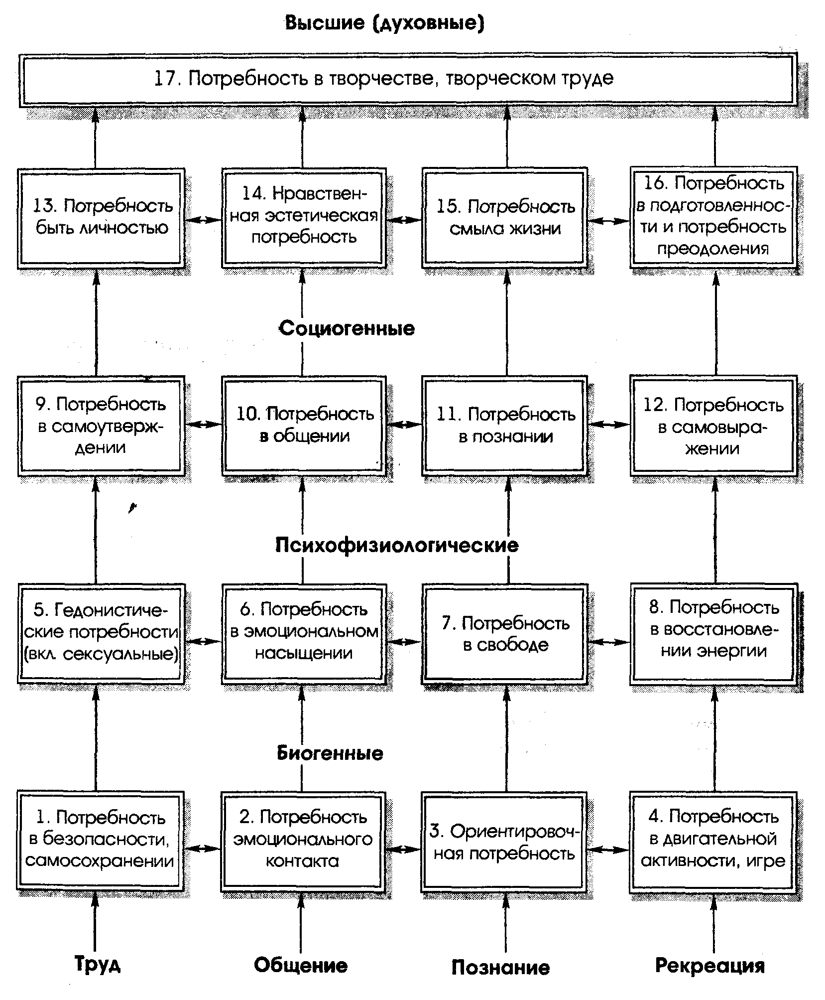 Высшие (духовные)
17. Потребность в творчестве, творческом труде
13. Потребность
быть личностью
14. Нравствен-
ная эстетическая
потребность
15. Потребность
смыла жизни
16. Потребность
в подготовленнос-
ти и потребность
преодоления
Социогенные
9. Потребность
в самоутверж-
дении
10. Потребность
в общении
11. Потребность
в познании
12. Потребность
в самовыра-
жении
Психофизиологические
5. Гедонистиче-
ские потребности
(вкл. сексуальные)
6. Потребность
в эмоциональном
насыщении
7. Потребность
в свободе
8. Потребность
в восстановле-
нии энергии
Биогенные
1. Потребность
в безопасности,
самосохранении
2. Потребность
эмоционального
контакта
3. Ориентировоч-
ная потребность
4. Потребность
в двигательной
активности, игре
Труд
Общение
Познание
Рекреация